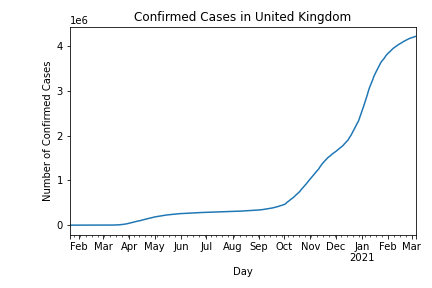 Confirmed Cases in United Kingdom
1e6
Number of Confirmed Cases
4
3
2
1
0
Feb Mar Apr May Jun Jul Aug Sep Oct Nov Dec Jan Feb Mar
2021
Day